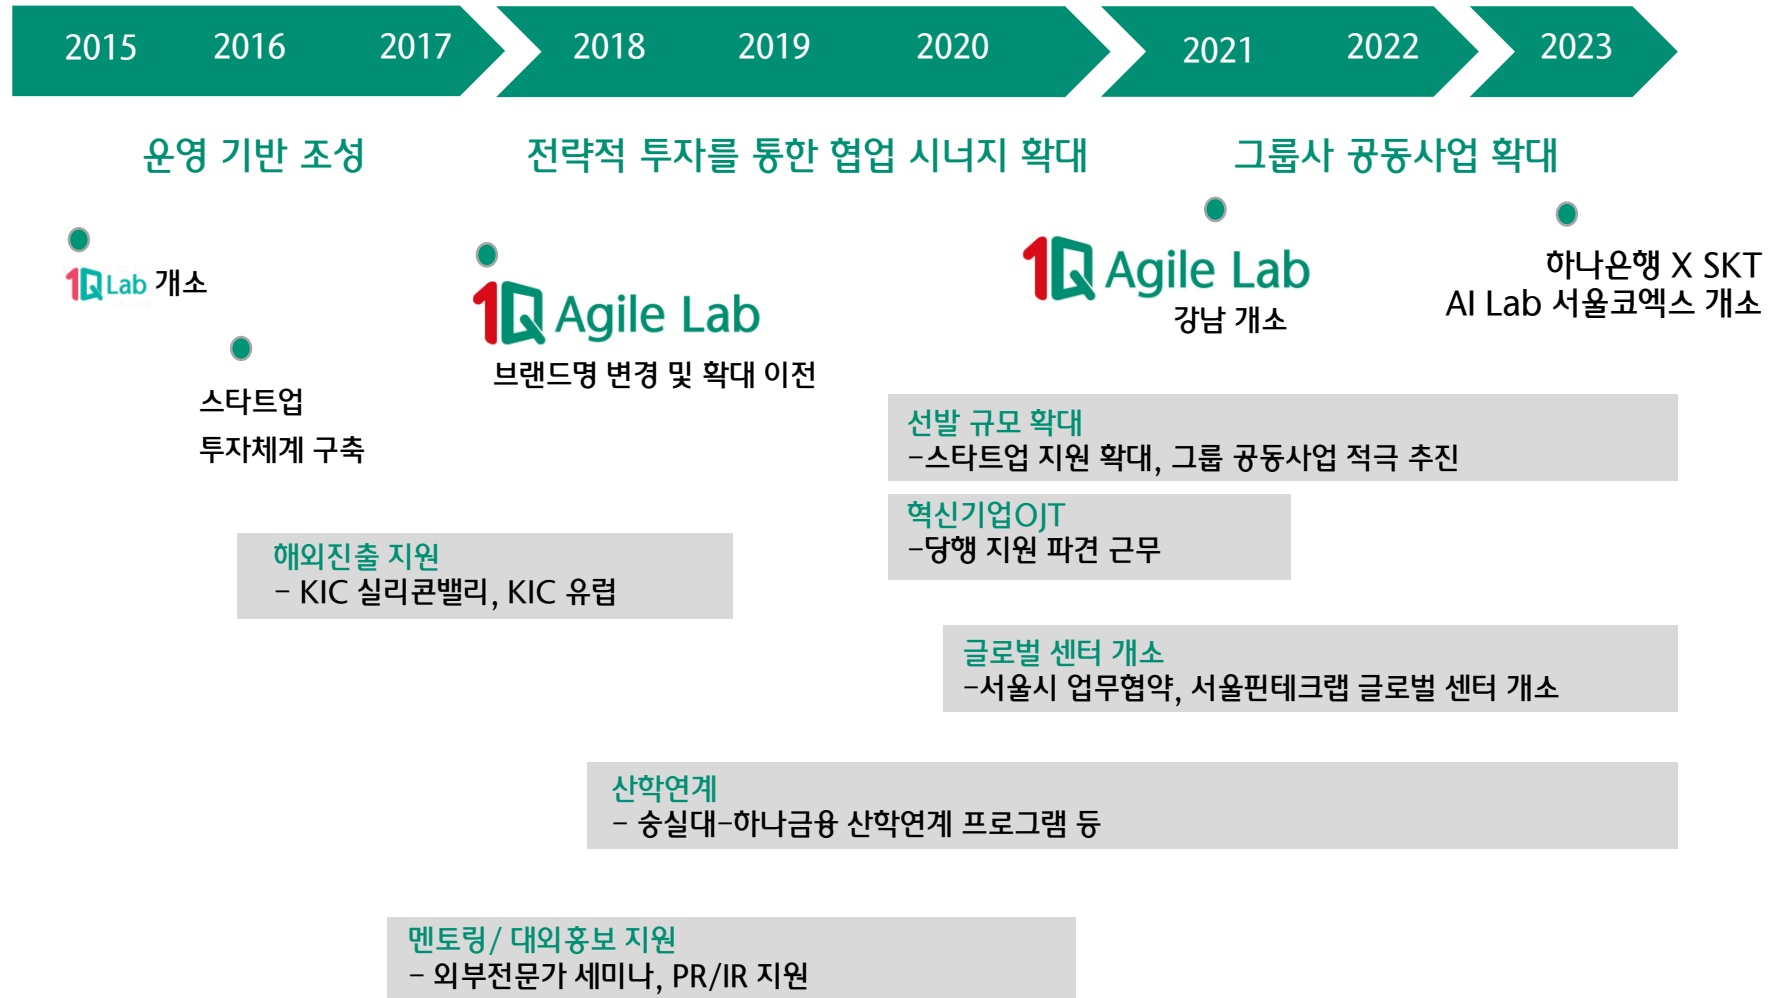 2015 2016 2017 2018 2019 2020 2021 2022 2023
운영 기반 조성
전략적 투자를 통한 협업 시너지 확대
그룹사 공동사업 확대
1Q Lab 개소
스타트업
투자체계 구축
1Q Agile Lab
브랜드명 변경 및 확대 이전
1Q Agile Lab
강남 개소
하나은행 X SKT
AI Lab 서울코엑스 개소
선발 규모 확대
-스타트업 지원 확대, 그룹 공동사업 적극 추진
혁신기업OJT
-당행 지원 파견 근무
해외진출 지원
- KIC 실리콘밸리, KIC 유럽
글로벌 센터 개소
-서울시 업무협약, 서울핀테크랩 글로벌 센터 개소
산학연계
- 숭실대-하나금융 산학연계 프로그램 등
멘토링/ 대외홍보 지원
- 외부전문가 세미나, PR/IR 지원